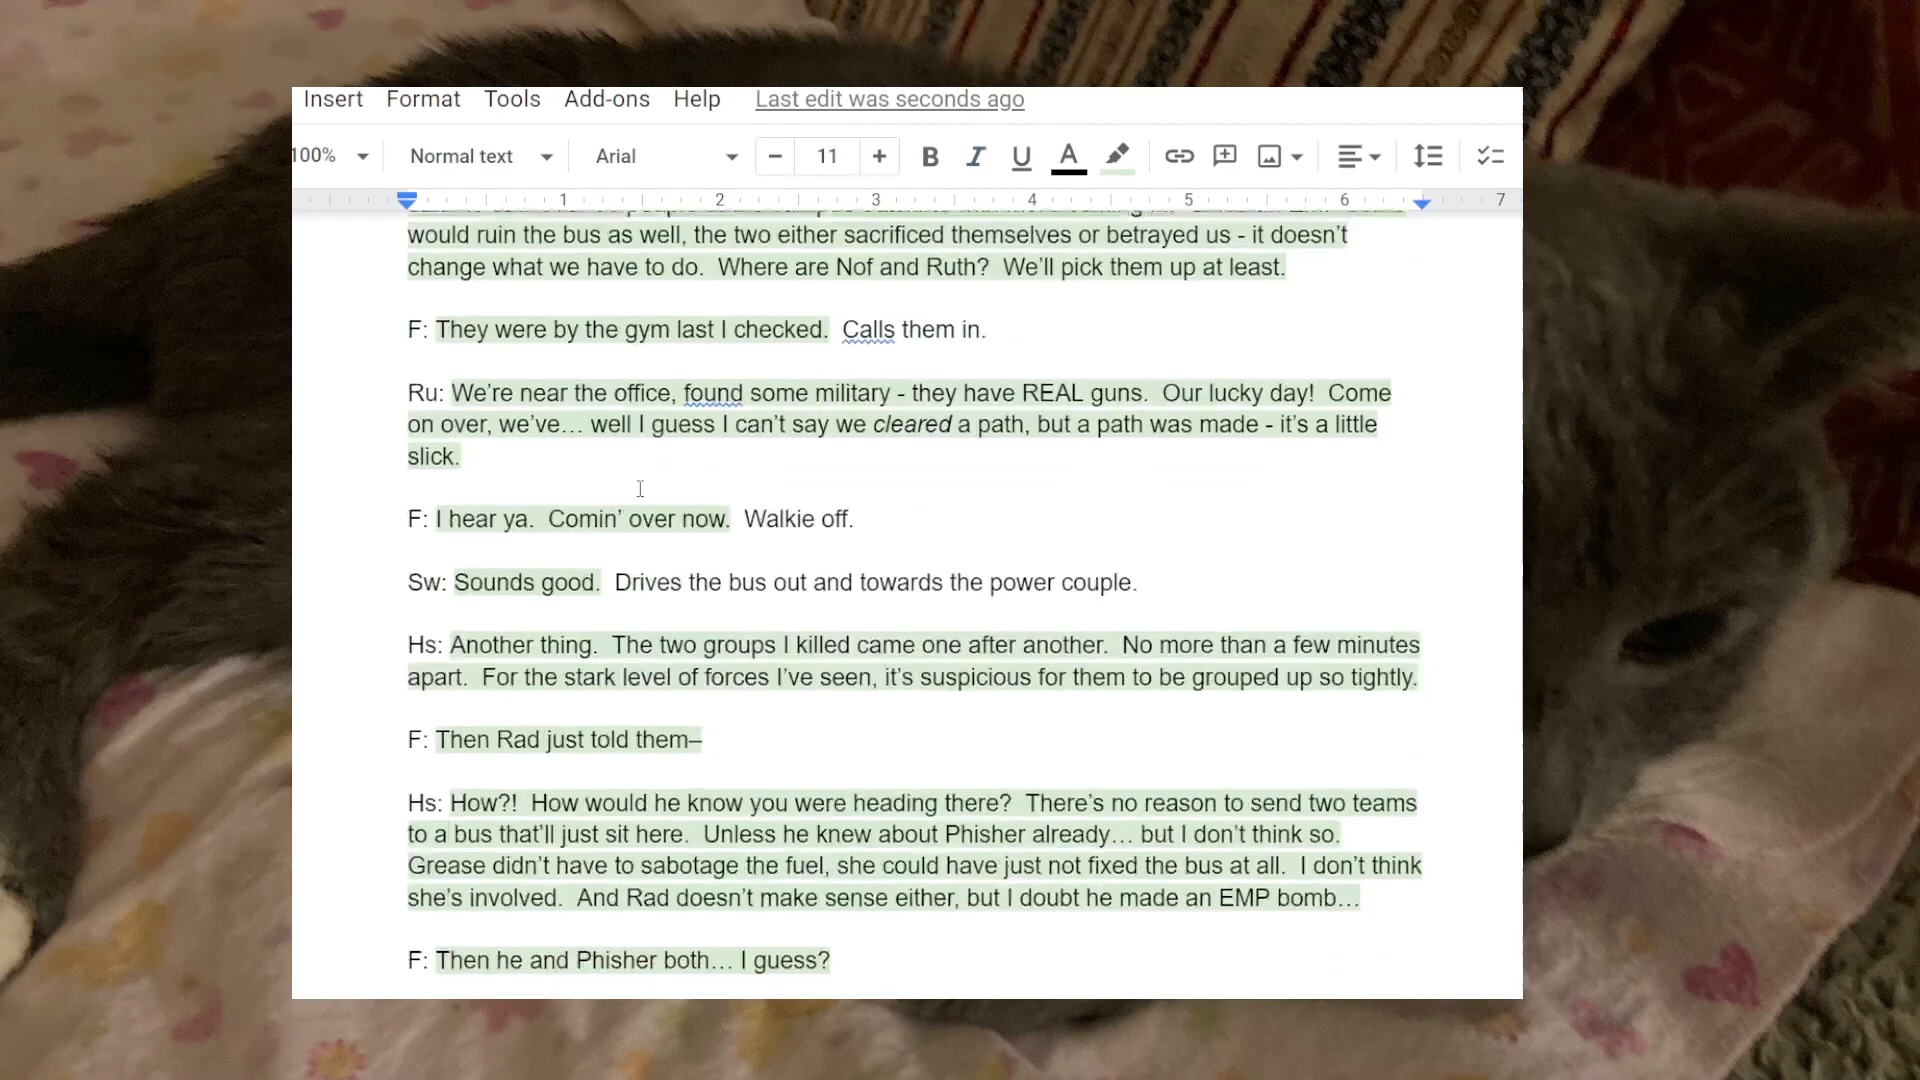 Insert Format Tools Add-ons Help Last edit was seconds ago
100% Normal text Arial 11 B I U A
1 2 3 4 5 6 7
would ruin the bus as well, the two either sacrificed themselves or betrayed us - it doesn’t
change what we have to do.  Where are Nof and Ruth?  We’ll pick them up at least.
F: They were by the gym last I checked.  Calls them in.
Ru: We’re near the office, found some military - they have REAL guns.  Our lucky day!  Come
on over, we’ve… well I guess I can’t say we cleared a path, but a path was made - it’s a little
slick.
F: I hear ya.  Comin’ over now.  Walkie off.
Sw: Sounds good.  Drives the bus out and towards the power couple.
Hs: Another thing.  The two groups I killed came one after another.  No more than a few minutes
apart.  For the stark level of forces I’ve seen, it’s suspicious for them to be grouped up so tightly.
F: Then Rad just told them–
Hs: How?!  How would he know you were heading there?  There’s no reason to send two teams
to a bus that’ll just sit here.  Unless he knew about Phisher already… but I don’t think so.
Grease didn’t have to sabotage the fuel, she could have just not fixed the bus at all.  I don’t think
she’s involved.  And Rad doesn’t make sense either, but I doubt he made an EMP bomb…
F: Then he and Phisher both… I guess?